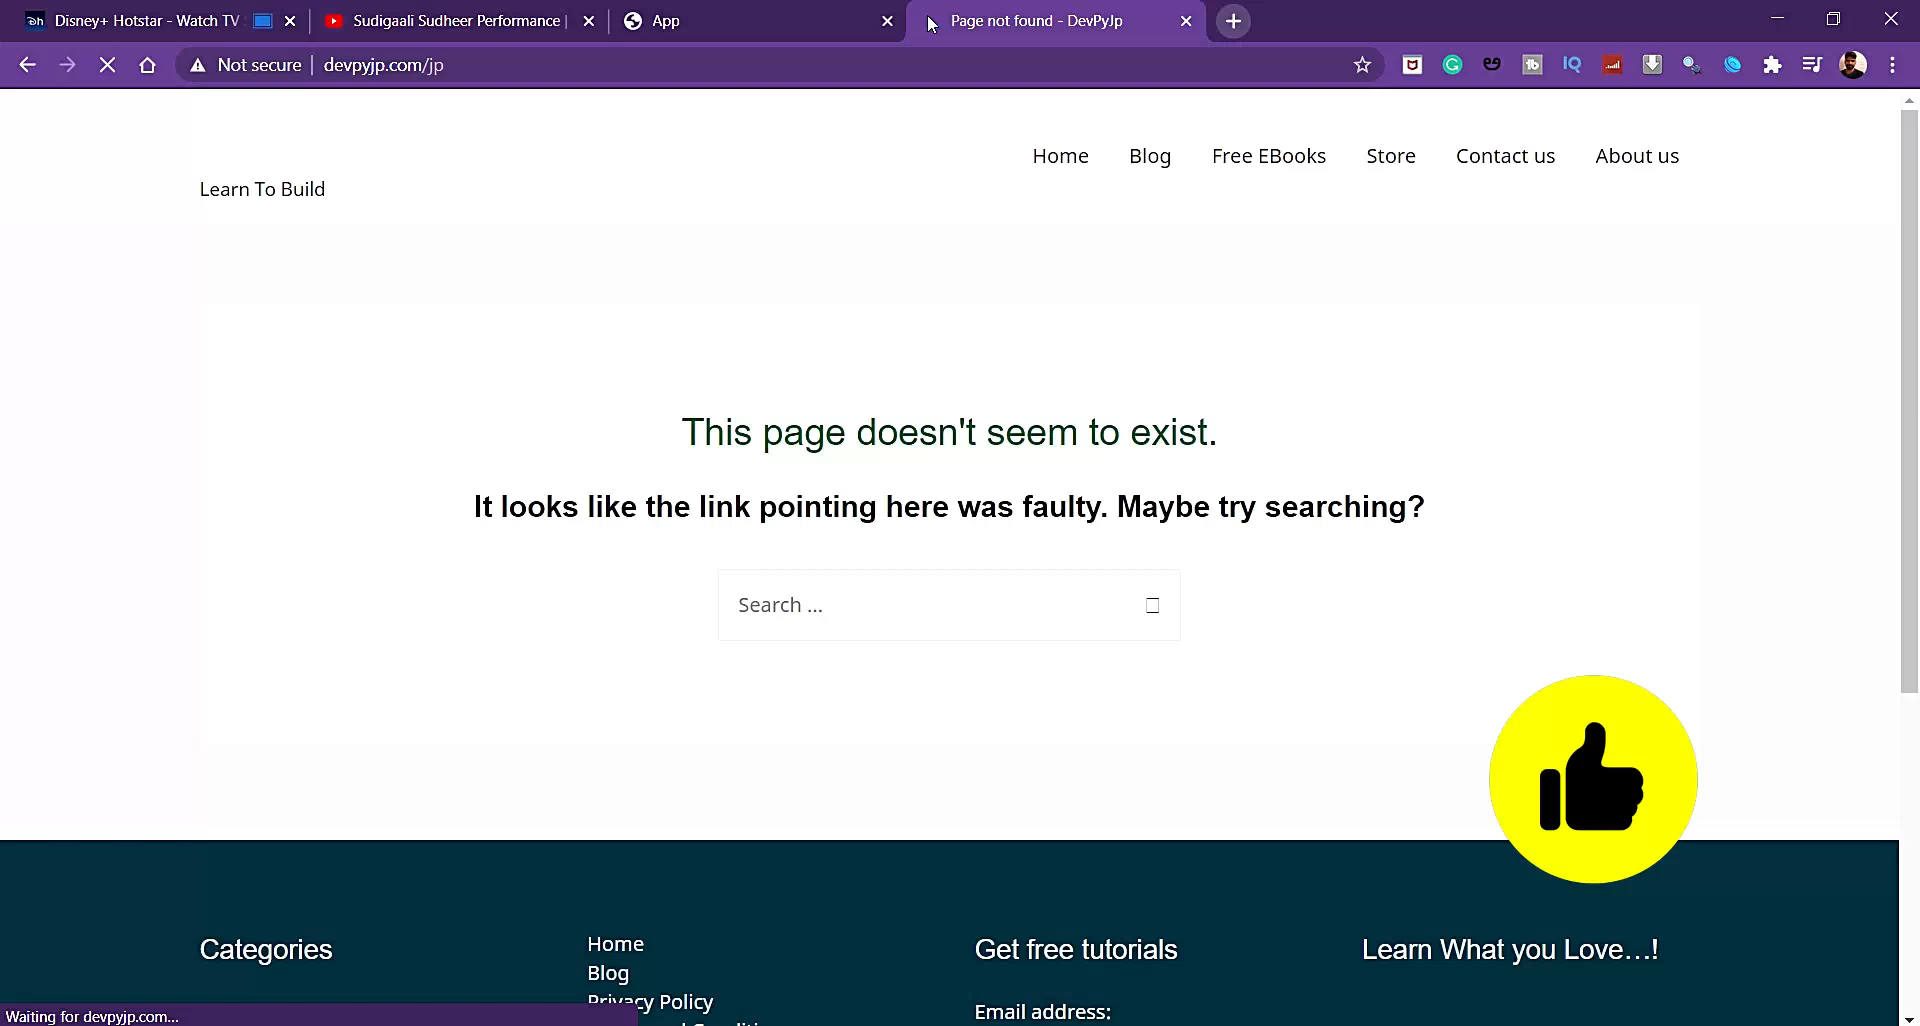 Disney+ Hotstar - Watch TV
Sudigaali Sudheer Performance |
App
Page not found - DevPyJp
Not secure
devpyjp.com/jp
Home
Blog
Free EBooks
Store
Contact us
About us
Learn To Build
This page doesn't seem to exist.
It looks like the link pointing here was faulty. Maybe try searching?
Search ...
Categories
Home
Blog
Privacy Policy
Get free tutorials
Email address:
Learn What you Love...!
Waiting for devpyjp.com...